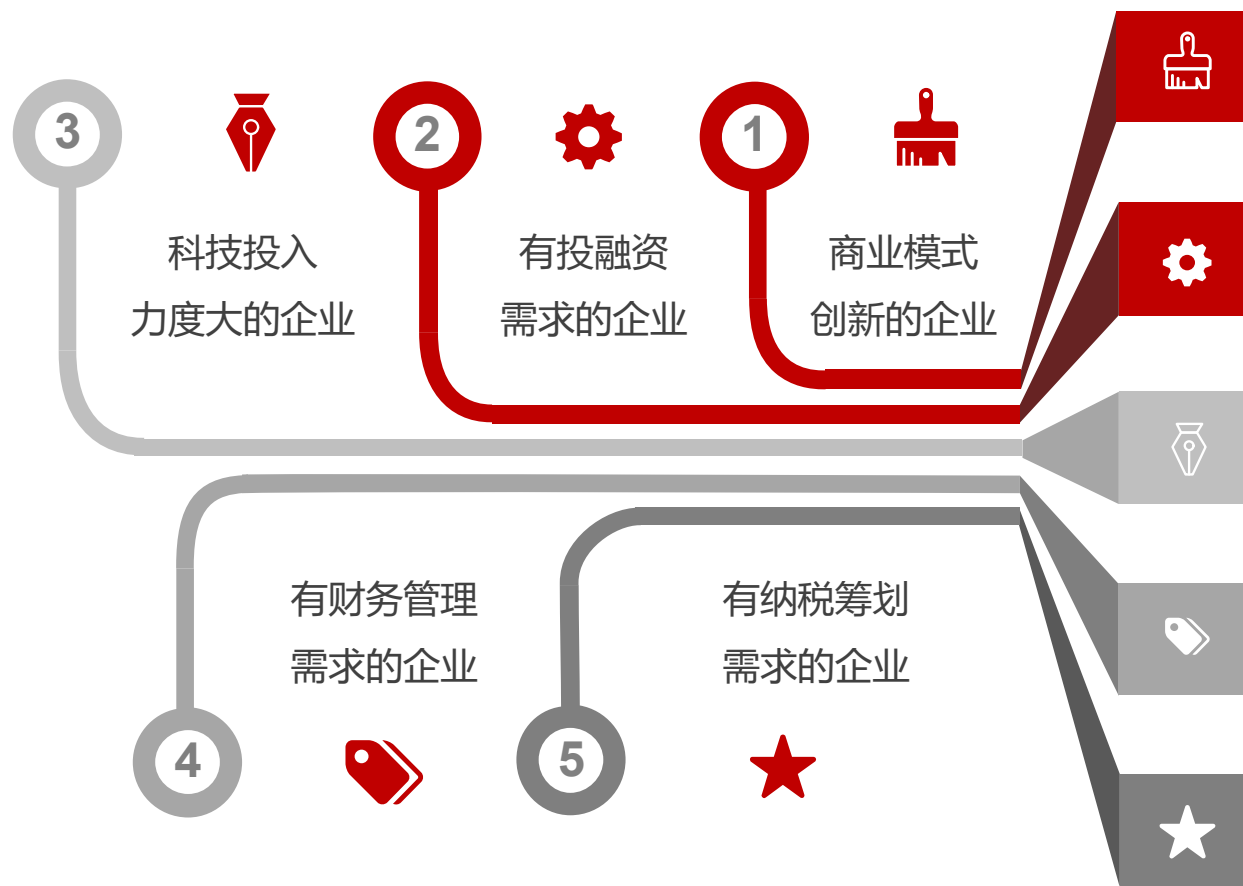 3
科技投入
力度大的企业
2
有投融资
需求的企业
1
商业模式
创新的企业
4
有财务管理
需求的企业
5
有纳税筹划
需求的企业